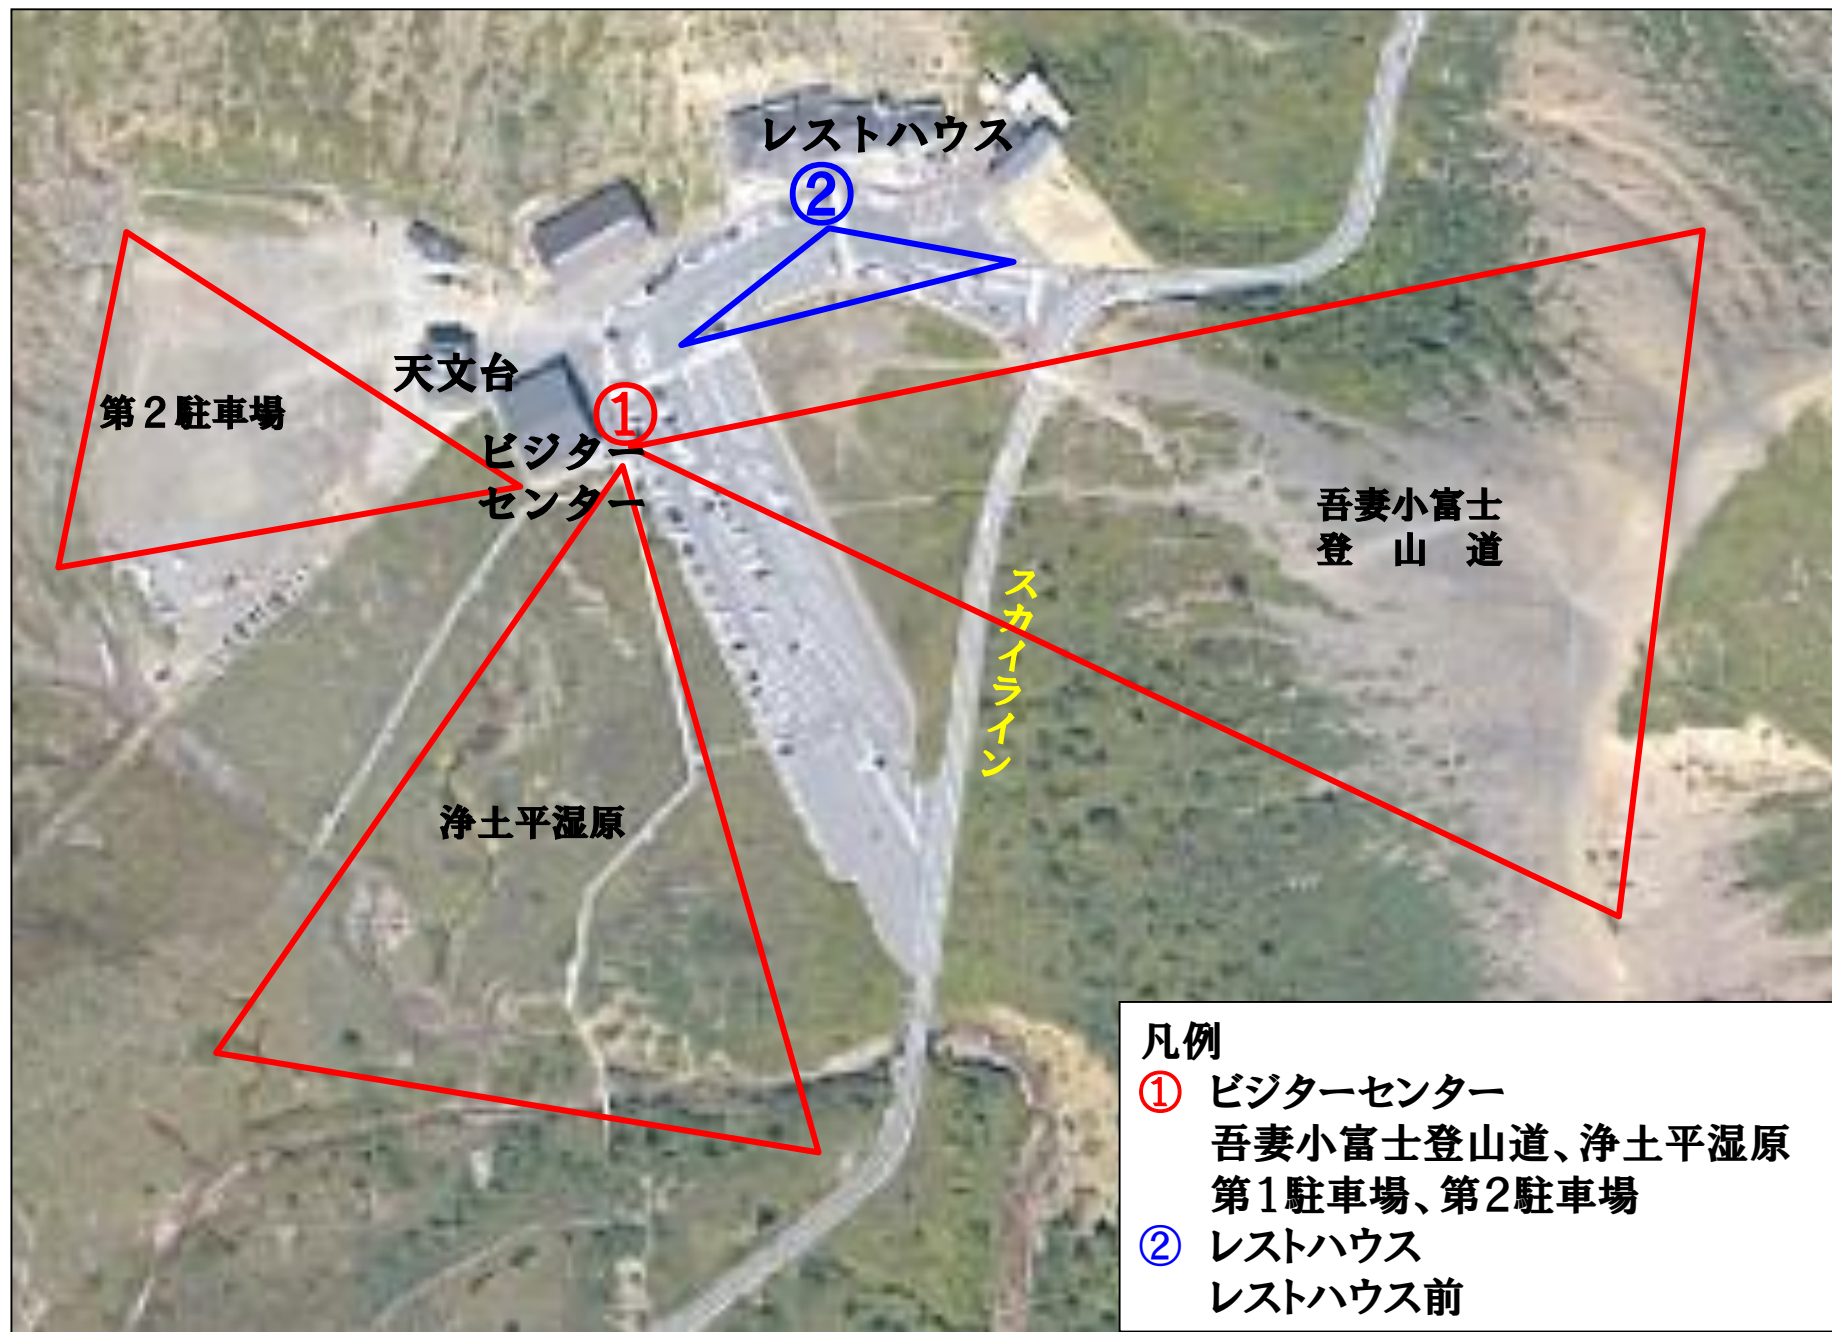 レストハウス
②
天文台
①
第２駐車場
ビジター
センター
吾妻小富士
登　山　道
スカイライン
浄土平湿原
凡例
①　ビジターセンター
吾妻小富士登山道、浄土平湿原
第1駐車場、第2駐車場
②　レストハウス
レストハウス前